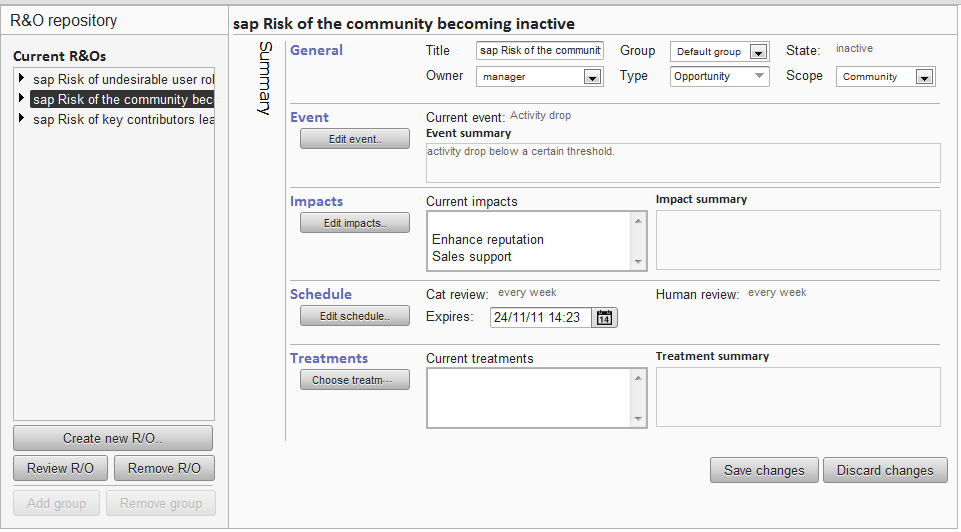 R&O repository
Current R&Os
sap Risk of undesirable user rol
sap Risk of the community bec
sap Risk of key contributors lea
Create new R/O..
Review R/O Remove R/O
Add group Remove group
sap Risk of the community becoming inactive
Summary
General Title sap Risk of the communit Group Default group State: inactive
Owner manager Type Opportunity Scope Community
Event Current event: Activity drop
Edit event.. Event summary
activity drop below a certain threshold.
Impacts Current impacts Impact summary
Edit impacts..
Enhance reputation
Sales support
Schedule Cat review: every week Human review: every week
Edit schedule.. Expires: 24/11/11 14:23 14
Treatments Current treatments Treatment summary
Choose treatm...
Save changes Discard changes